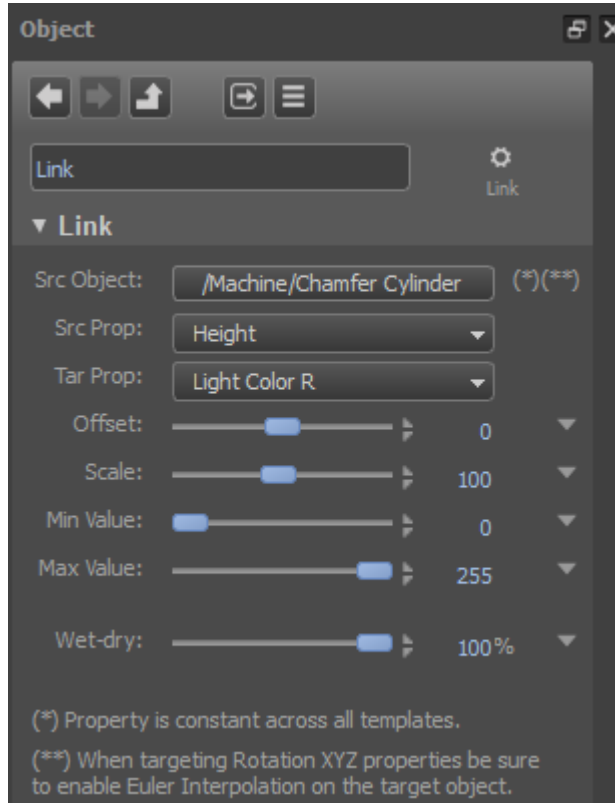 Object
Link
Link
Link
Src Object: /Machine/Chamfer Cylinder (*)(**)
Src Prop: Height
Tar Prop: Light Color R
Offset: 0
Scale: 100
Min Value: 0
Max Value: 255
Wet-dry: 100%
(*) Property is constant across all templates.
(**) When targeting Rotation XYZ properties be sure
to enable Euler Interpolation on the target object.